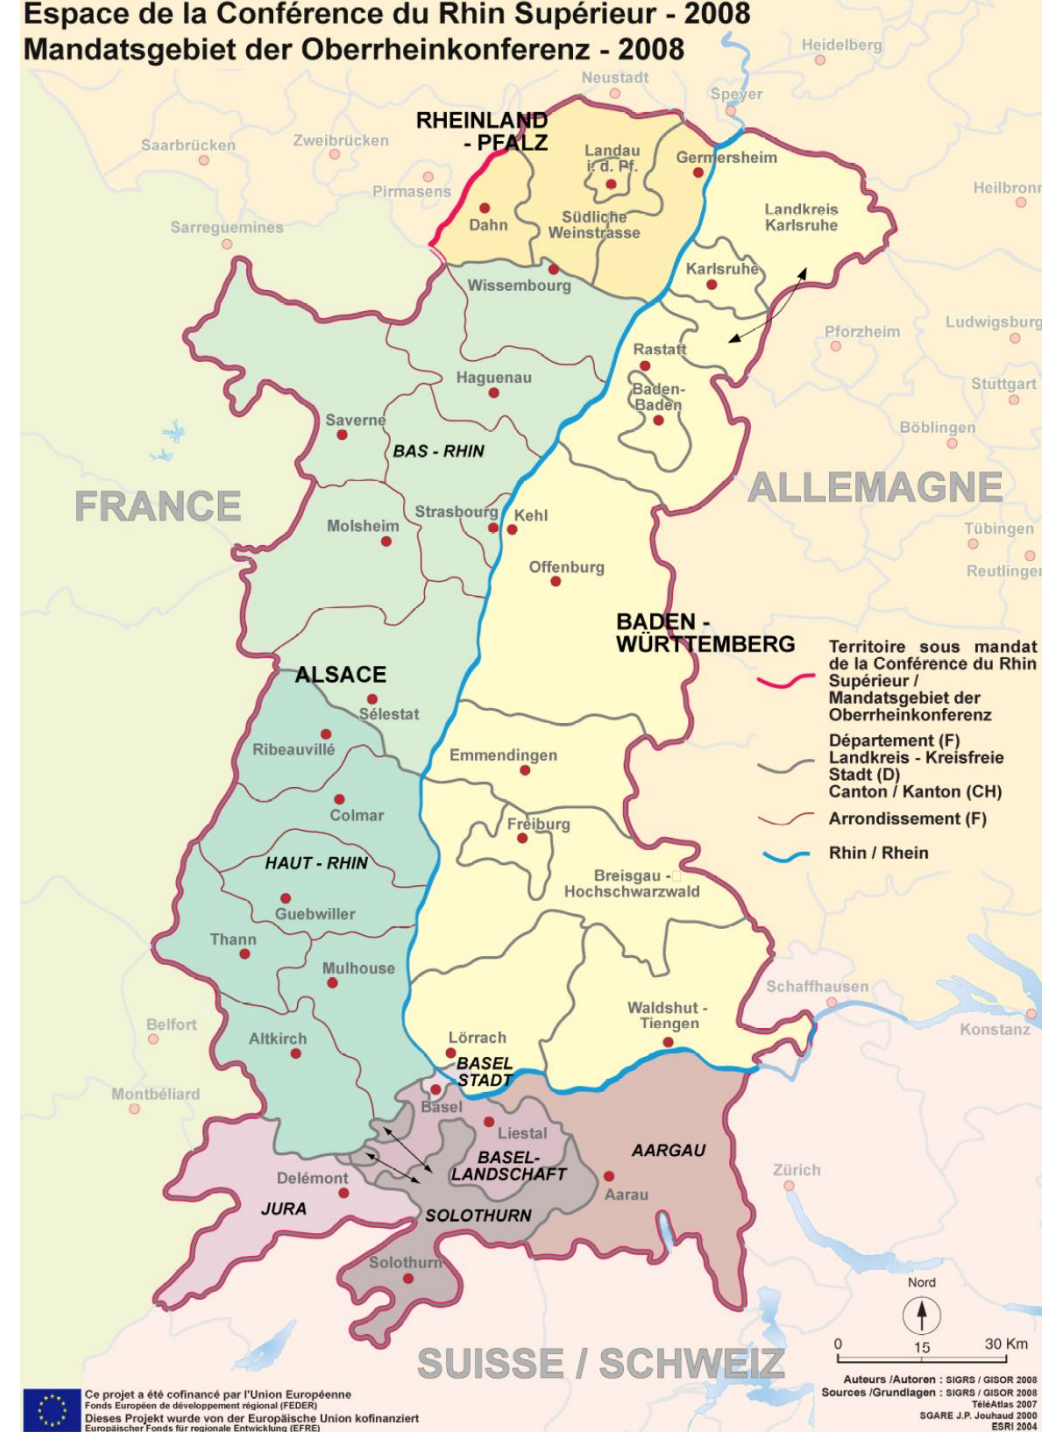 Espace de la Conférence du Rhin Supérieur - 2008
Mandatsgebiet der Oberrheinkonferenz - 2008
Heidelberg
Neustadt
Speyer
RHEINLAND
- PFALZ
Saarbrücken
Zweibrücken
Landau
i. d. Pf.
Germersheim
Pirmasens
Heilbronn
Landkreis
Karlsruhe
Sarreguemines
Dahn
Südliche
Weinstrasse
Karlsruhe
Wissembourg
Pforzheim
Ludwigsburg
Rastatt
Haguenau
Baden-
Baden
Stuttgart
Saverne
Böblingen
BAS - RHIN
FRANCE
ALLEMAGNE
Strasbourg
Kehl
Molsheim
Tübingen
Offenburg
Reutlingen
BADEN -
WÜRTTEMBERG
ALSACE
Sélestat
Ribeauvillé
Emmendingen
Colmar
Freiburg
HAUT - RHIN
Breisgau -
Hochschwarzwald
Guebwiller
Thann
Mulhouse
Schaffhausen
Waldshut -
Tiengen
Konstanz
Belfort
Altkirch
Lörrach
BASEL
STADT
Montbéliard
Basel
Liestal
AARGAU
BASEL-
LANDSCHAFT
Zürich
Delémont
Aarau
JURA
SOLOTHURN
Solothurn
SUISSE / SCHWEIZ
Territoire sous mandat
de la Conférence du Rhin
Supérieur /
Mandatsgebiet der
Oberrheinkonferenz
Département (F)
Landkreis - Kreisfreie
Stadt (D)
Canton / Kanton (CH)
Arrondissement (F)
Rhin / Rhein
Nord
0 15 30 Km
Auteurs /Autoren : SIGRS / GISOR 2008
Sources /Grundlagen : SIGRS / GISOR 2008
TéléAtlas 2007
SGARE J.P. Jouhaud 2000
ESRI 2004
Ce projet a été cofinancé par l'Union Européenne
Fonds Européen de développement régional (FEDER)
Dieses Projekt wurde von der Europäische Union kofinanziert
Europäischer Fonds für regionale Entwicklung (EFRE)